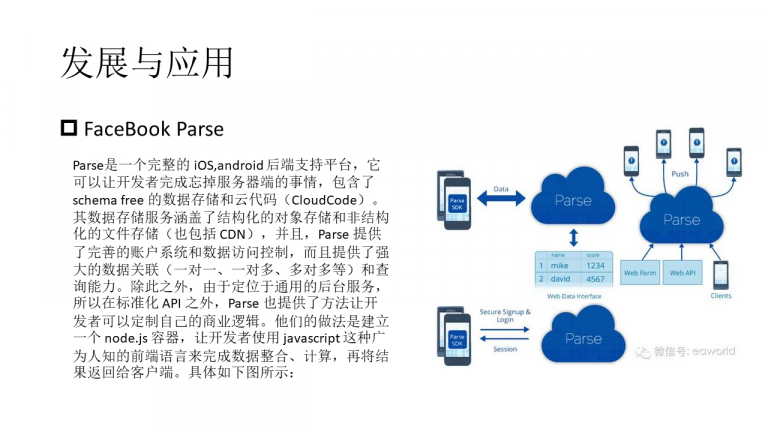 发展与应用
FaceBook Parse
Parse是一个完整的 iOS,android 后端支持平台，它
可以让开发者完成忘掉服务器端的事情，包含了
schema free 的数据存储和云代码（CloudCode）。
其数据存储服务涵盖了结构化的对象存储和非结构
化的文件存储（也包括 CDN），并且，Parse 提供
了完善的账户系统和数据访问控制，而且提供了强
大的数据关联（一对一、一对多、多对多等）和查
询能力。除此之外，由于定位于通用的后台服务，
所以在标准化 API 之外，Parse 也提供了方法让开
发者可以定制自己的商业逻辑。他们的做法是建立
一个 node.js 容器，让开发者使用 javascript 这种广
为人知的前端语言来完成数据整合、计算，再将结
果返回给客户端。具体如下图所示：
Parse
SDK
Data
Parse
name score
1 mike 1234
2 david 4567
Web Data Interface
Push
Parse
Web Form
Web API
Clients
Parse
SDK
Secure Signup &
Login
Session
Parse
微信号: eaworld